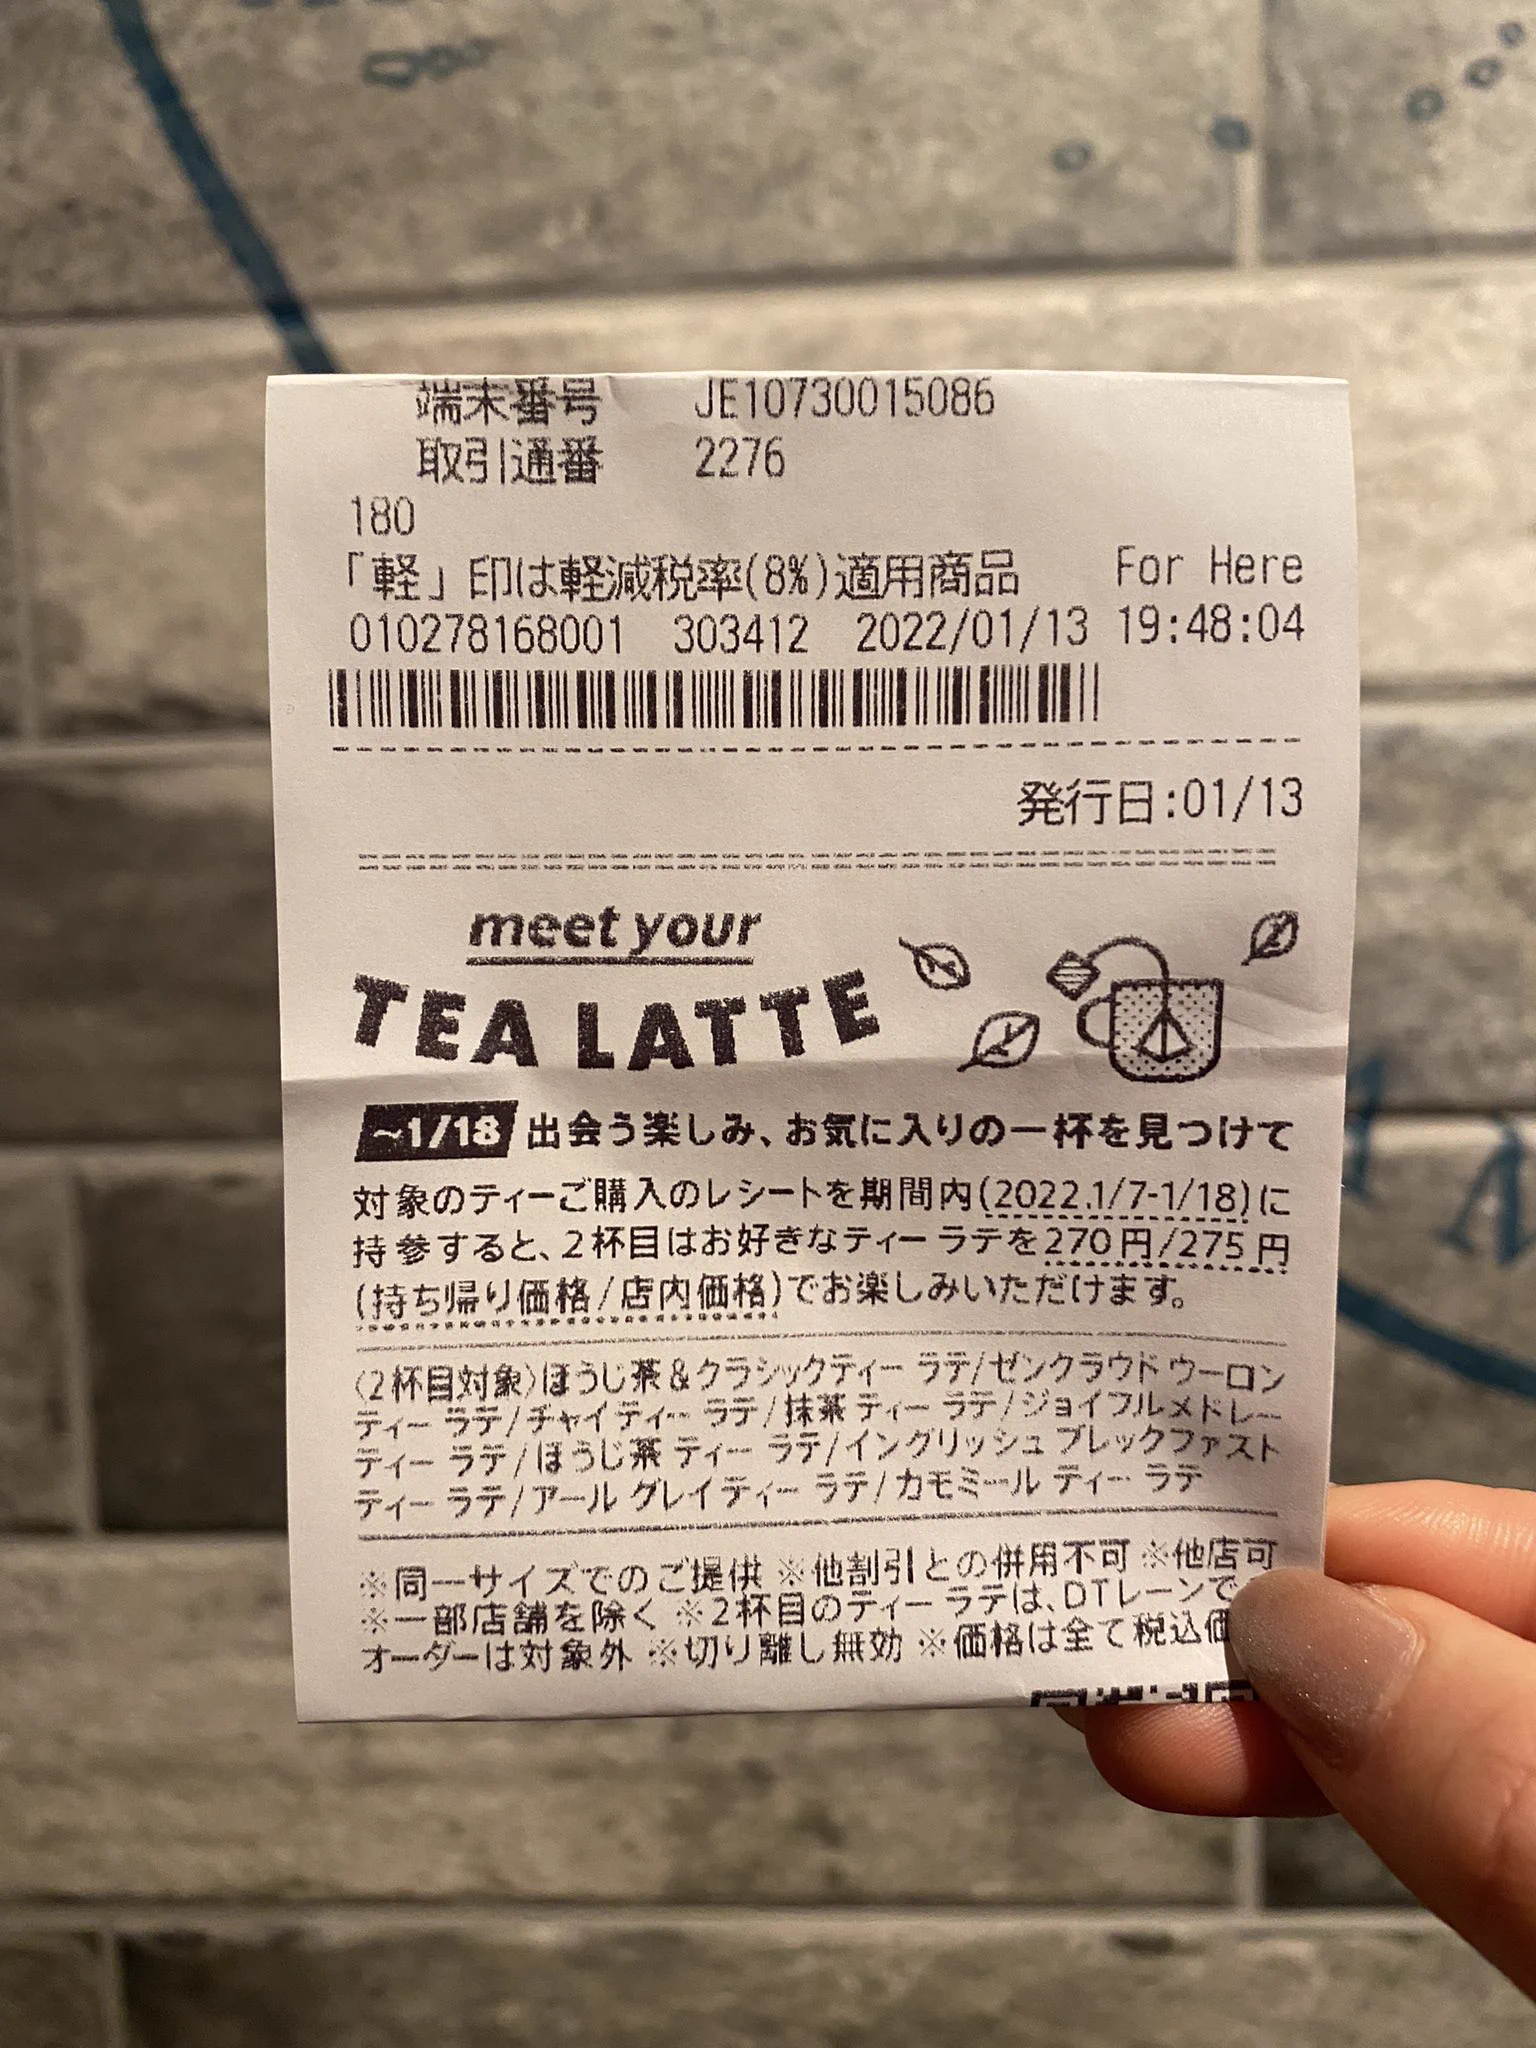 端末番号 JE10730015086
取引通番 2276
180
「軽」印は軽減税率(8%)適用商品 For Here
010278168001 303412 2022/01/13 19:48:04
発行日:01/13
meet your
TEA LATTE
~1/18 出会う楽しみ、お気に入りの一杯を見つけて
対象のティーご購入のレシートを期間内(2022.1/7-1/18)に
持参すると、2杯目はお好きなティー ラテを270円/275円
(持ち帰り価格/店内価格)でお楽しみいただけます。
〈2杯目対象〉ほうじ茶&クラシックティー ラテ/ゼンクラウド ウーロン
ティー ラテ/チャイ ティー ラテ/抹茶 ティー ラテ/ジョイフルメドレー
ティー ラテ/ほうじ茶 ティー ラテ/イングリッシュ ブレックファスト
ティー ラテ/アール グレイ ティー ラテ/カモミール ティー ラテ
※同一サイズでのご提供 ※他割引との併用不可 ※他店可
※一部店舗を除く ※2杯目のティー ラテは、DTレーンで
オーダーは対象外 ※切り離し無効 ※価格は全て税込価